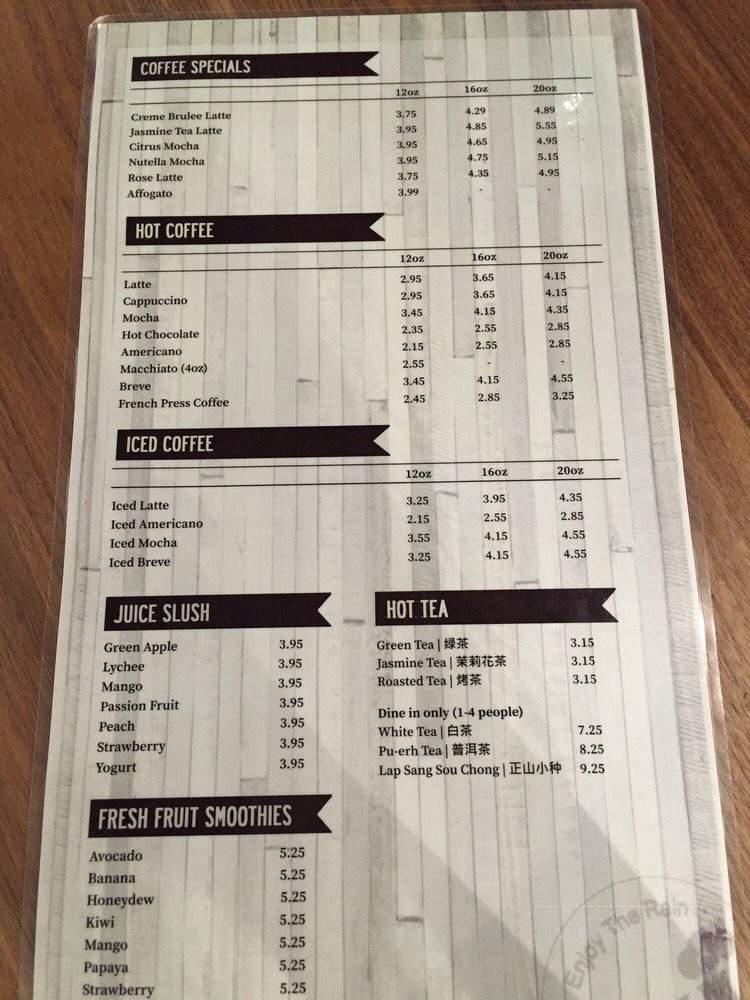 COFFEE SPECIALS
12oz 16oz 20oz
Creme Brulee Latte 3.75 4.29 4.89
Jasmine Tea Latte 3.95 4.85 5.55
Citrus Mocha 3.95 4.65 4.95
Nutella Mocha 3.95 4.75 5.15
Rose Latte 3.75 4.35 4.95
Affogato 3.99 - -
HOT COFFEE
12oz 16oz 20oz
Latte 2.95 3.65 4.15
Cappuccino 2.95 3.65 4.15
Mocha 3.45 4.15 4.35
Hot Chocolate 2.35 2.55 2.85
Americano 2.15 2.55 2.85
Macchiato (4oz) 2.55 - -
Breve 3.45 4.15 4.55
French Press Coffee 2.45 2.85 3.25
ICED COFFEE
12oz 16oz 20oz
Iced Latte 3.25 3.95 4.35
Iced Americano 2.15 2.55 2.85
Iced Mocha 3.55 4.15 4.55
Iced Breve 3.25 4.15 4.55
JUICE SLUSH
Green Apple 3.95
Lychee 3.95
Mango 3.95
Passion Fruit 3.95
Peach 3.95
Strawberry 3.95
Yogurt 3.95
HOT TEA
Green Tea | 绿茶 3.15
Jasmine Tea | 茉莉花茶 3.15
Roasted Tea | 烤茶 3.15
Dine in only (1-4 people)
White Tea | 白茶 7.25
Pu-erh Tea | 普洱茶 8.25
Lap Sang Sou Chong | 正山小种 9.25
FRESH FRUIT SMOOTHIES
Avocado 5.25
Banana 5.25
Honeydew 5.25
Kiwi 5.25
Mango 5.25
Papaya 5.25
Strawberry 5.25
Enjoy The Rain